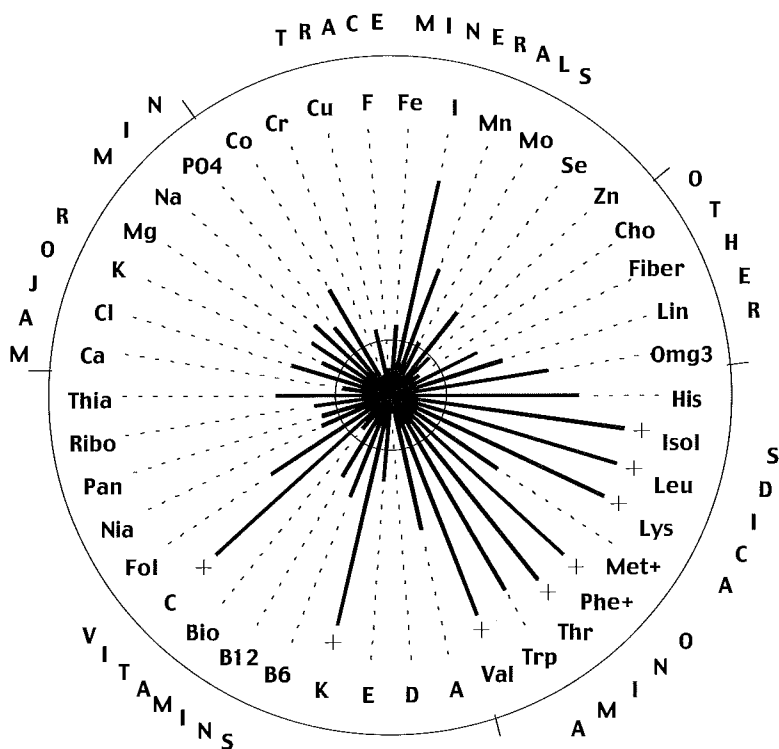 TRACE MINERALS
OTHER
AMINO ACIDS
VITAMINS
MAJOR MIN
F
Fe
I
Mn
Mo
Se
Zn
Cho
Fiber
Lin
Omg3
His
Isol
Leu
Lys
Met+
Phe+
Thr
Trp
Val
A
D
E
K
B6
B12
Bio
C
Fol
Nia
Pan
Ribo
Thia
Ca
Cl
K
Mg
Na
PO4
Co
Cr
Cu